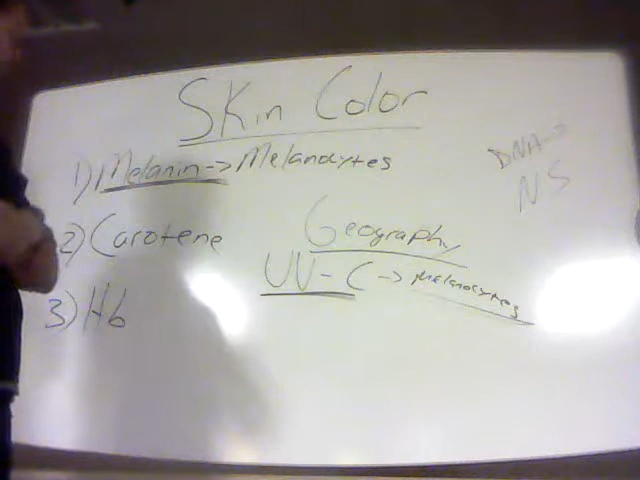 Skin Color
1) Melanin -> Melanocytes
2) Carotene
3) Hb
Geography
UV-C -> Melanocytes
DNA ->
NS